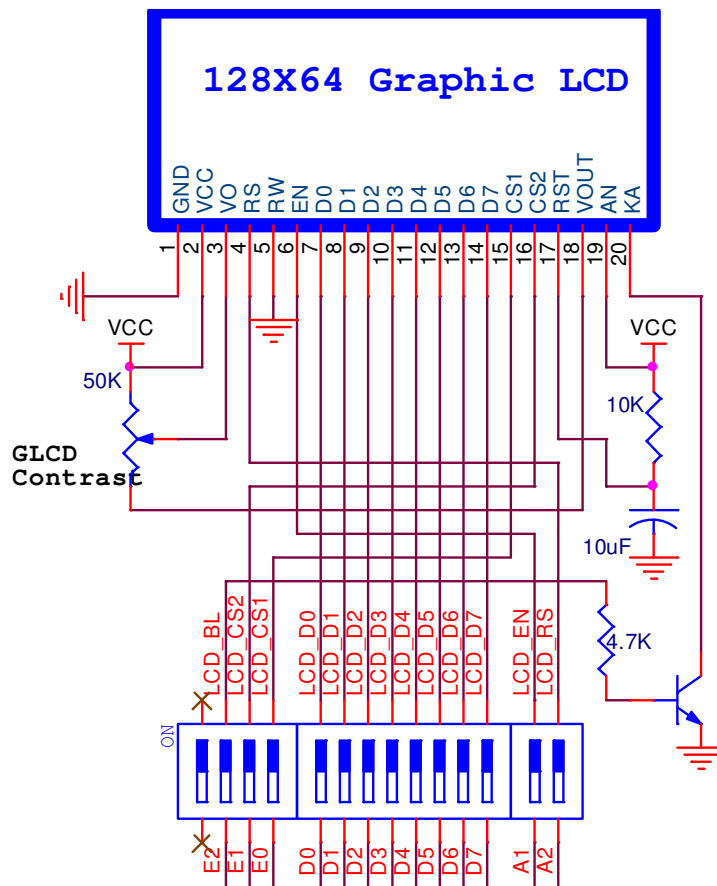 128X64 Graphic LCD
GND VCC VO RS RW EN D0 D1 D2 D3 D4 D5 D6 D7 CS1 CS2 RST VOUT AN KA
1 2 3 4 5 6 7 8 9 10 11 12 13 14 15 16 17 18 19 20
VCC
VCC
50K
10K
GLCD
Contrast
10uF
4.7K
LCD_BL LCD_CS2 LCD_CS1 LCD_D0 LCD_D1 LCD_D2 LCD_D3 LCD_D4 LCD_D5 LCD_D6 LCD_D7 LCD_EN LCD_RS
ON
E2 E1 E0 D0 D1 D2 D3 D4 D5 D6 D7 A1 A2